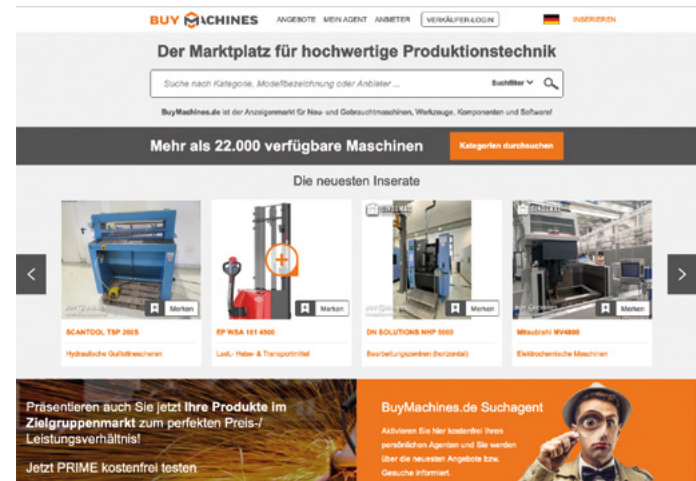 BUY MACHINES
ANGEBOTE MEIN AGENT ANBIETER VERKÄUFER-LOGIN INSERIEREN
Der Marktplatz für hochwertige Produktionstechnik
Suche nach Kategorie, Modellbezeichnung oder Anbieter ... Suchfilter
BuyMachines.de ist der Anzeigenmarkt für Neu- und Gebrauchtmaschinen, Werkzeuge, Komponenten und Software!
Mehr als 22.000 verfügbare Maschinen Kategorien durchsuchen
Die neuesten Inserate
Merken Merken Merken Merken
SCANTOOL TSP 200S EP WSA 161 4500 DN SOLUTIONS NHP 5000 Mitsubishi MV4800
Hydraulische Guillotinescheren Last-, Hebe- & Transportmittel Bearbeitungszentren (horizontal) Elektrochemische Maschinen
Präsentieren auch Sie jetzt Ihre Produkte im
Zielgruppenmarkt zum perfekten Preis-/
Leistungsverhältnis!
Jetzt PRIME kostenfrei testen
BuyMachines.de Suchagent
Aktivieren Sie hier kostenfrei Ihren
persönlichen Agenten und Sie werden
über die neuesten Angebote bzw.
Gesuche informiert.